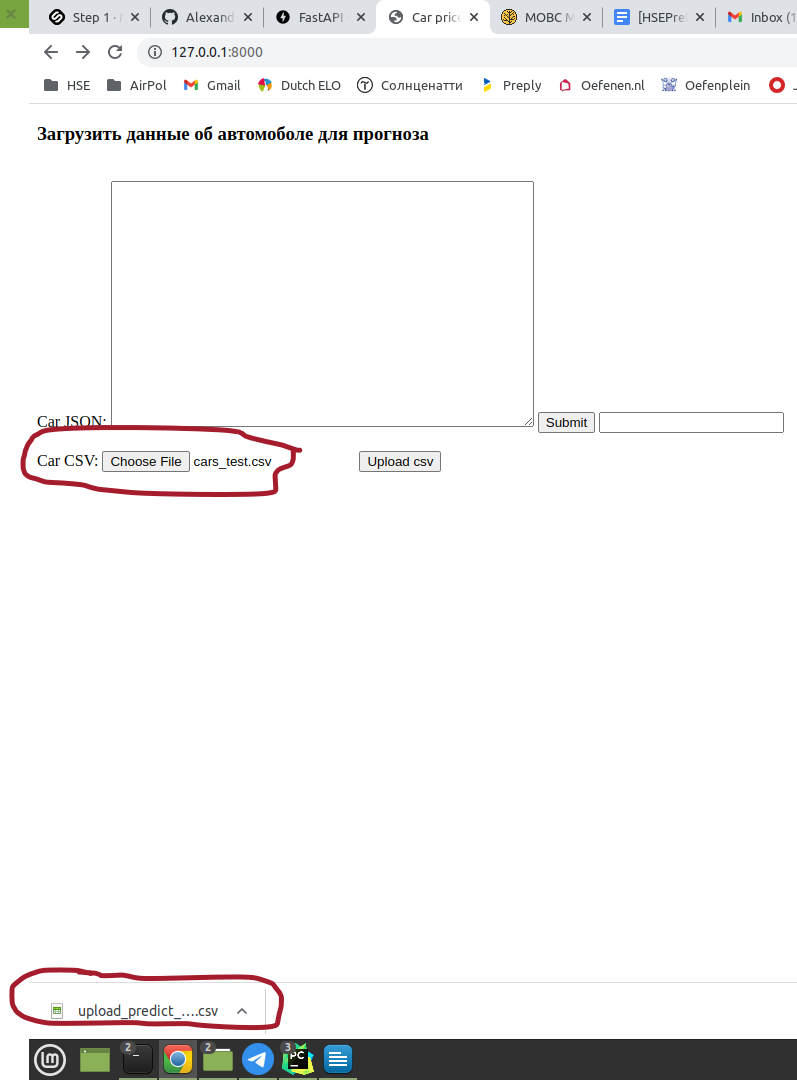 Step 1 ·
Alexand
FastAPI
Car pric
MOBC M
[HSEPre
Inbox (1
127.0.0.1:8000
HSE
AirPol
Gmail
Dutch ELO
Солнценатти
Preply
Oefenen.nl
Oefenplein
Загрузить данные об автомоболе для прогноза
Car JSON:
Submit
Car CSV: Choose File cars_test.csv
Upload csv
upload_predict_....csv
2
2
3
PC